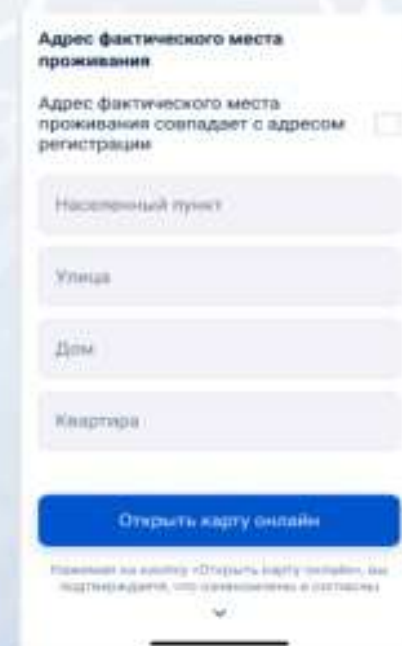 Адрес фактического места
проживания
Адрес фактического места
проживания совпадает с адресом
регистрации
Населенный пункт
Улица
Дом
Квартира
Открыть карту онлайн
Нажимая на кнопку «Открыть карту онлайн», вы
подтверждаете, что ознакомлены и согласны